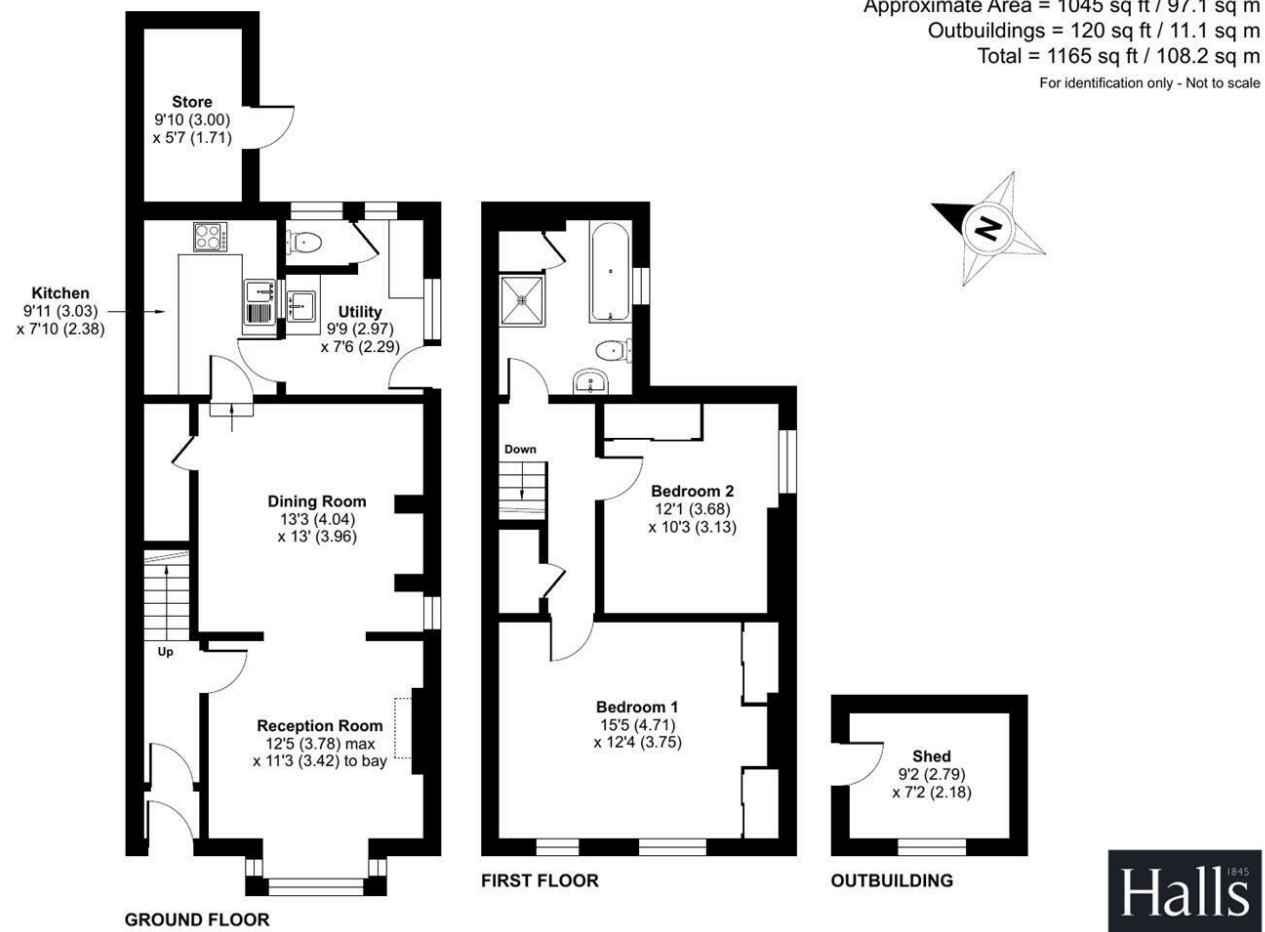 Approximate Area = 1045 sq ft / 97.1 sq m
Outbuildings = 120 sq ft / 11.1 sq m
Total = 1165 sq ft / 108.2 sq m
For identification only - Not to scale
Store
9'10 (3.00)
x 5'7 (1.71)
N
Kitchen
9'11 (3.03)
x 7'10 (2.38)
Utility
9'9 (2.97)
x 7'6 (2.29)
Dining Room
13'3 (4.04)
x 13' (3.96)
Up
Reception Room
12'5 (3.78) max
x 11'3 (3.42) to bay
GROUND FLOOR
Down
Bedroom 2
12'1 (3.68)
x 10'3 (3.13)
Bedroom 1
15'5 (4.71)
x 12'4 (3.75)
FIRST FLOOR
Shed
9'2 (2.79)
x 7'2 (2.18)
OUTBUILDING
Halls 1845